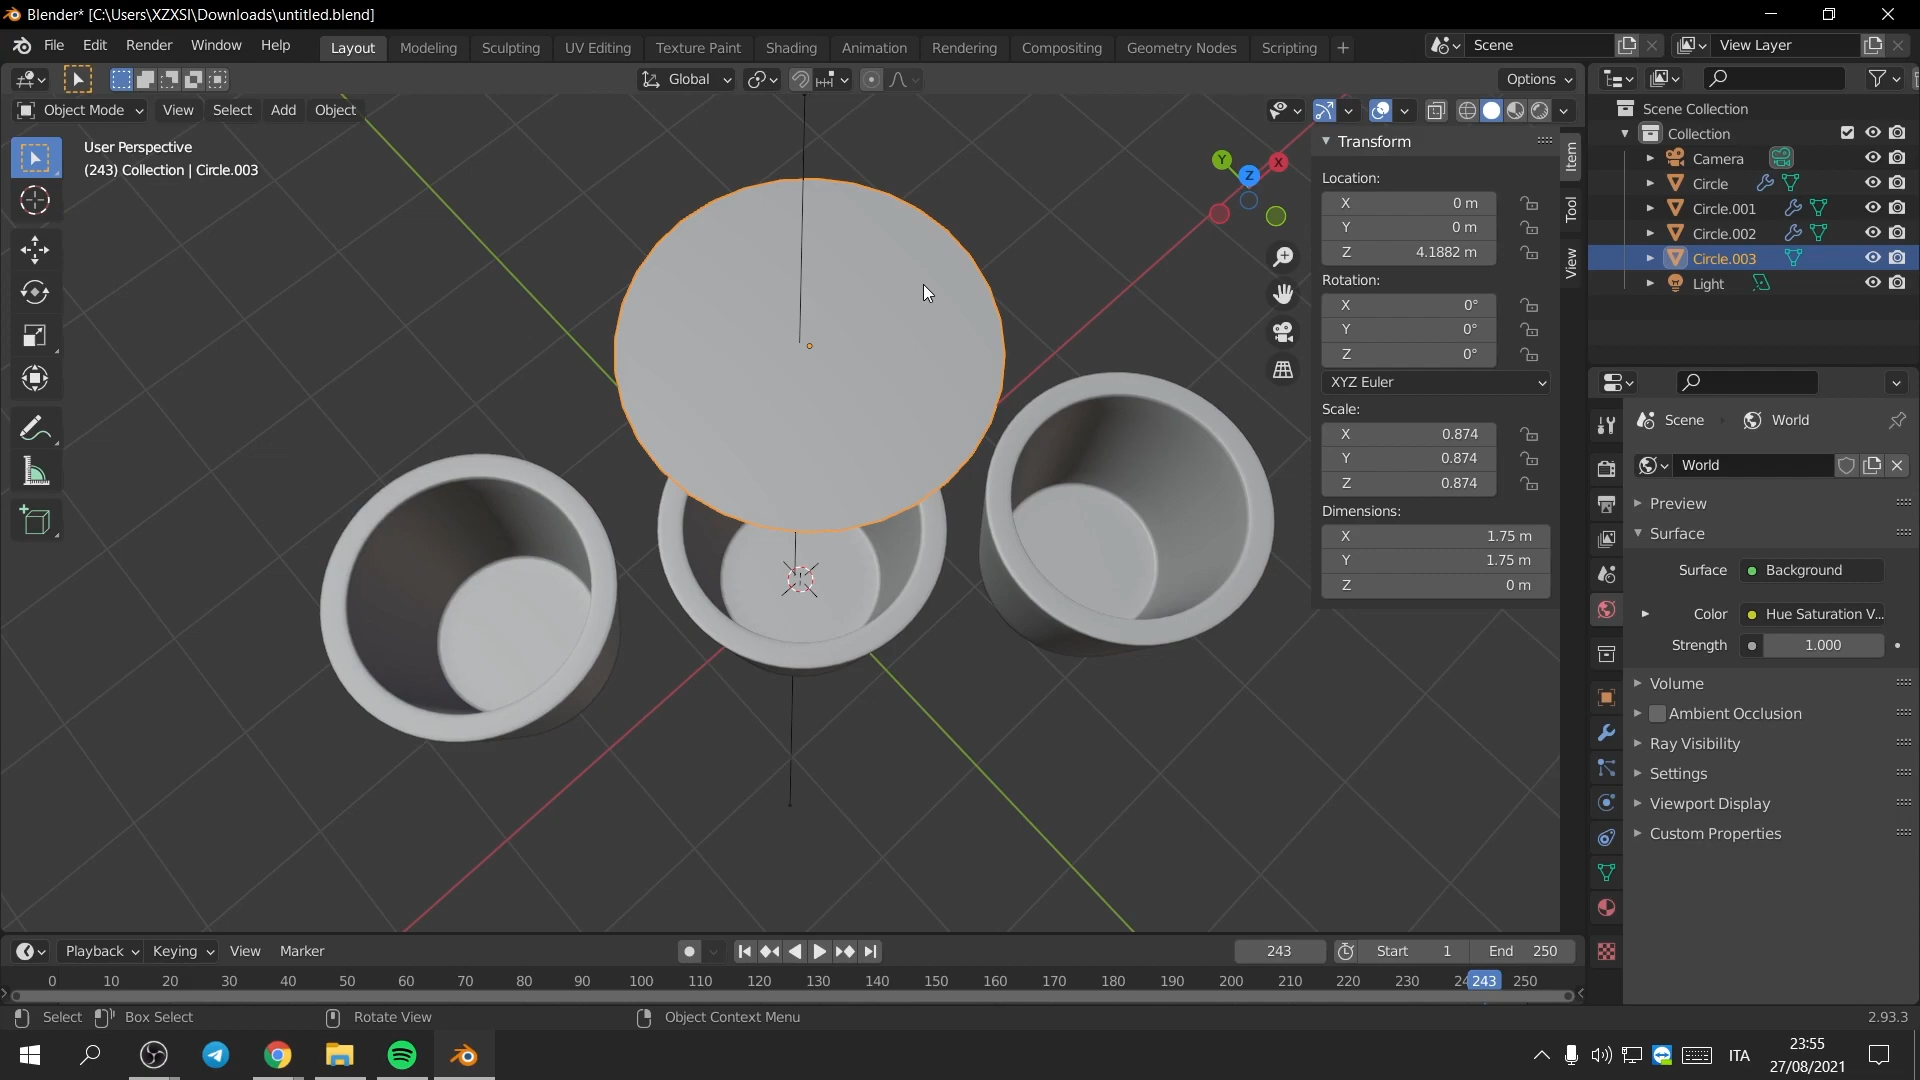 Blender* [C:\Users\XZXSI\Downloads\untitled.blend]
File Edit Render Window Help
Layout Modeling Sculpting UV Editing Texture Paint Shading Animation Rendering Compositing Geometry Nodes Scripting +
Scene
View Layer
Global
Options
Object Mode View Select Add Object
User Perspective
(243) Collection | Circle.003
Y X Z
Transform
Location:
X 0 m
Y 0 m
Z 4.1882 m
Rotation:
X 0°
Y 0°
Z 0°
XYZ Euler
Scale:
X 0.874
Y 0.874
Z 0.874
Dimensions:
X 1.75 m
Y 1.75 m
Z 0 m
Item
Tool
View
Scene Collection
Collection
Camera
Circle
Circle.001
Circle.002
Circle.003
Light
Scene World
World
Preview
Surface
Surface Background
Color Hue Saturation V...
Strength 1.000
Volume
Ambient Occlusion
Ray Visibility
Settings
Viewport Display
Custom Properties
Playback Keying View Marker
243
Start 1
End 250
0 10 20 30 40 50 60 70 80 90 100 110 120 130 140 150 160 170 180 190 200 210 220 230 24 243 250
Select Box Select Rotate View Object Context Menu
2.93.3
ITA
23:55
27/08/2021